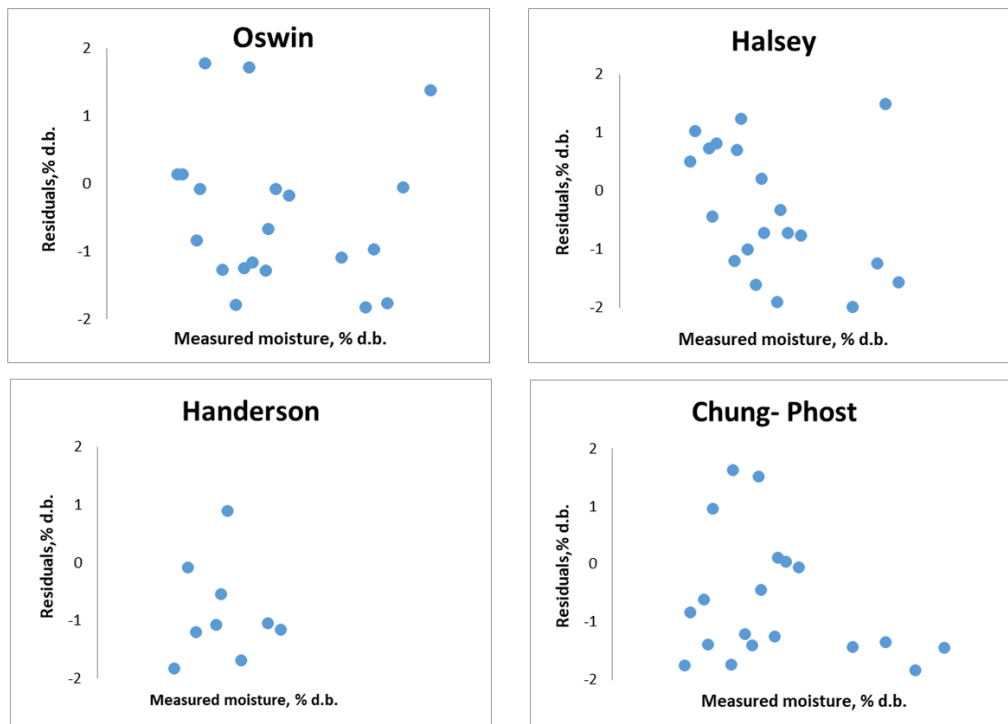 Oswin
2
1
0
-1
-2
Residuals,% d.b.
Measured moisture, % d.b.
Halsey
2
1
0
-1
-2
Residuals,% d.b.
Measured moisture, % d.b.
Handerson
2
1
0
-1
-2
Residuals,% d.b.
Measured moisture, % d.b.
Chung- Phost
2
1
0
-1
-2
Residuals,% d.b.
Measured moisture, % d.b.